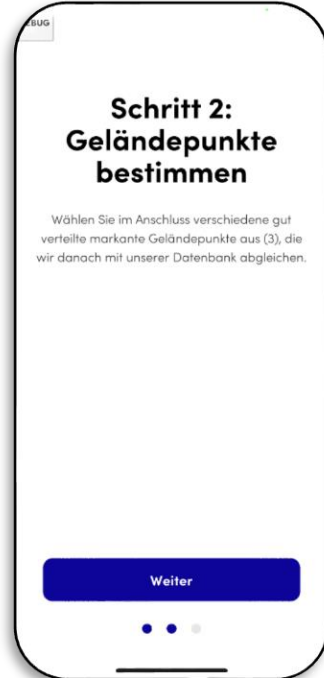 EBUG
Schritt 2:
Geländepunkte
bestimmen
Wählen Sie im Anschluss verschiedene gut
verteilte markante Geländepunkte aus (3), die
wir danach mit unserer Datenbank abgleichen.
Weiter